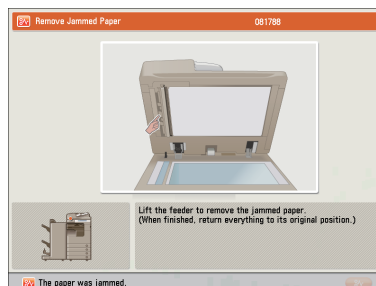 Remove Jammed Paper
081788
Lift the feeder to remove the jammed paper.
(When finished, return everything to its original position.)
The paper was jammed.